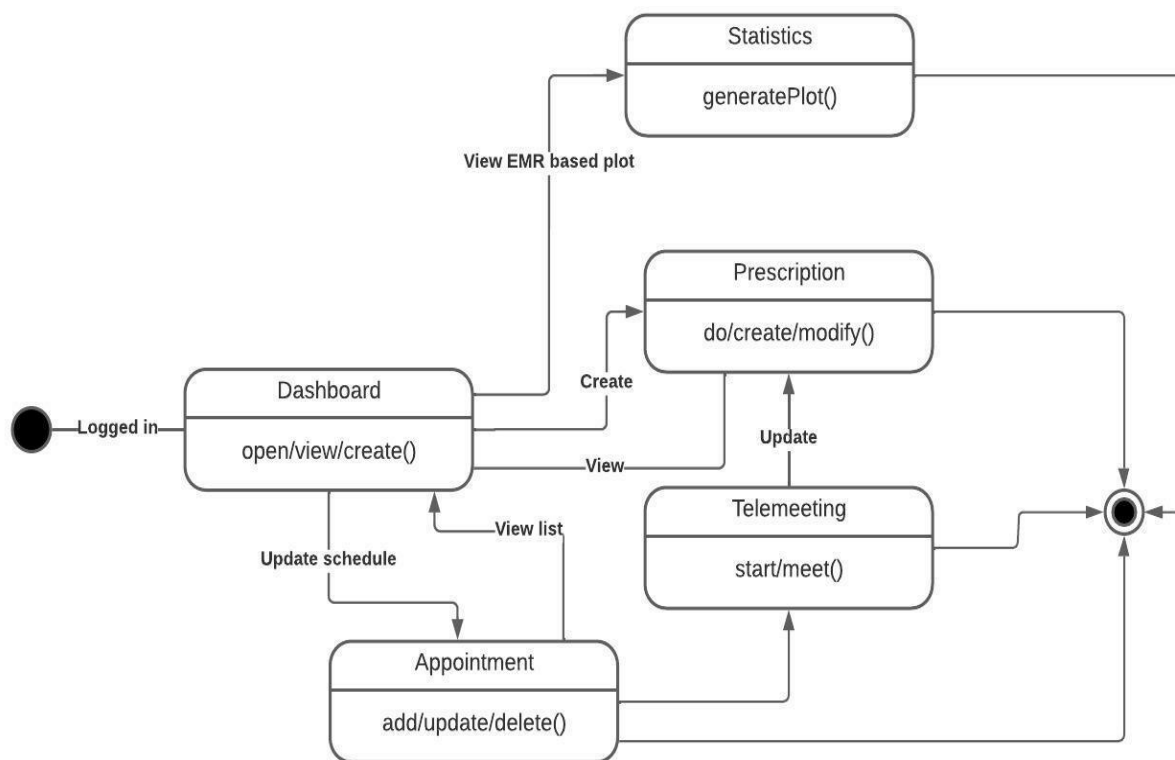 Statistics
generatePlot()
View EMR based plot
Prescription
do/create/modify()
Create
Dashboard
open/view/create()
Logged in
Update
View
Telemeeting
start/meet()
View list
Update schedule
Appointment
add/update/delete()